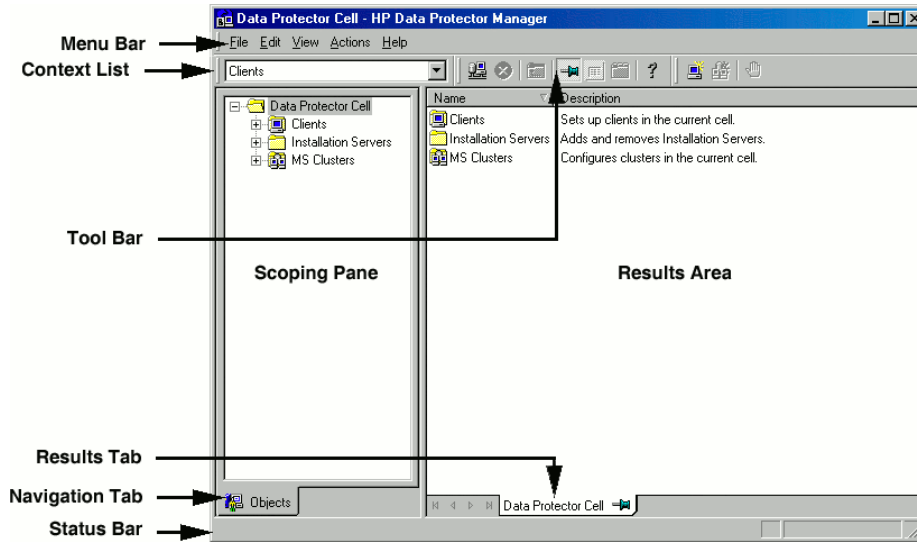 Data Protector Cell - HP Data Protector Manager
Menu Bar
File Edit View Actions Help
Context List
Clients
?
Name Description
Data Protector Cell
Clients
Installation Servers
MS Clusters
Clients Sets up clients in the current cell.
Installation Servers Adds and removes Installation Servers.
MS Clusters Configures clusters in the current cell.
Tool Bar
Scoping Pane
Results Area
Results Tab
Navigation Tab
Objects
Data Protector Cell
Status Bar